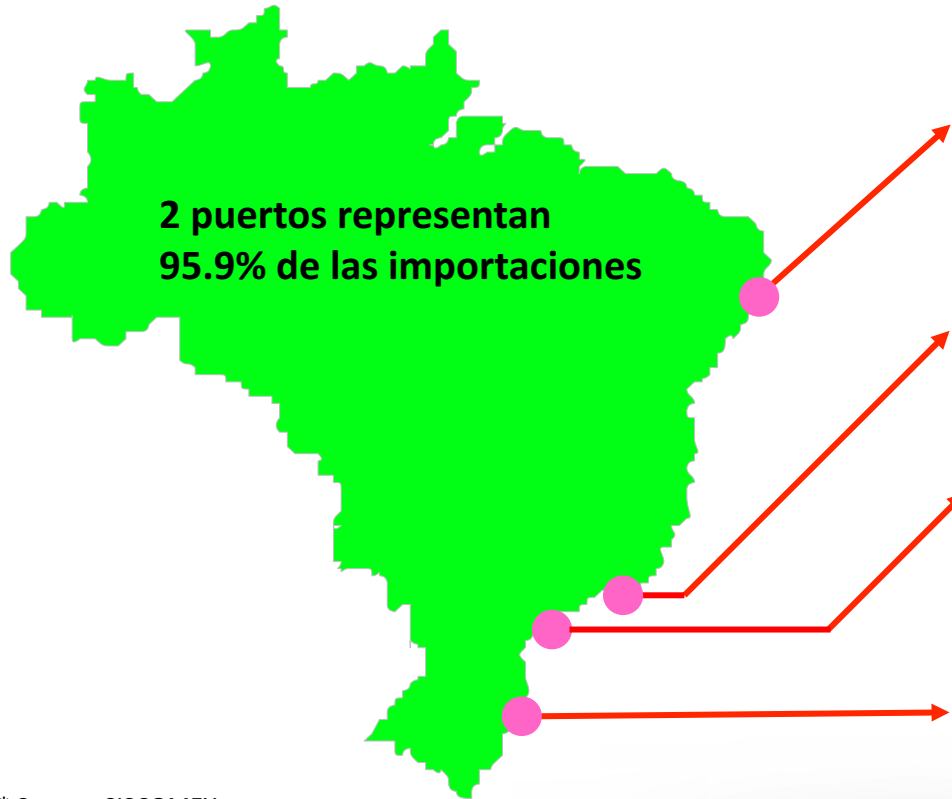 2 puertos representan
95.9% de las importaciones